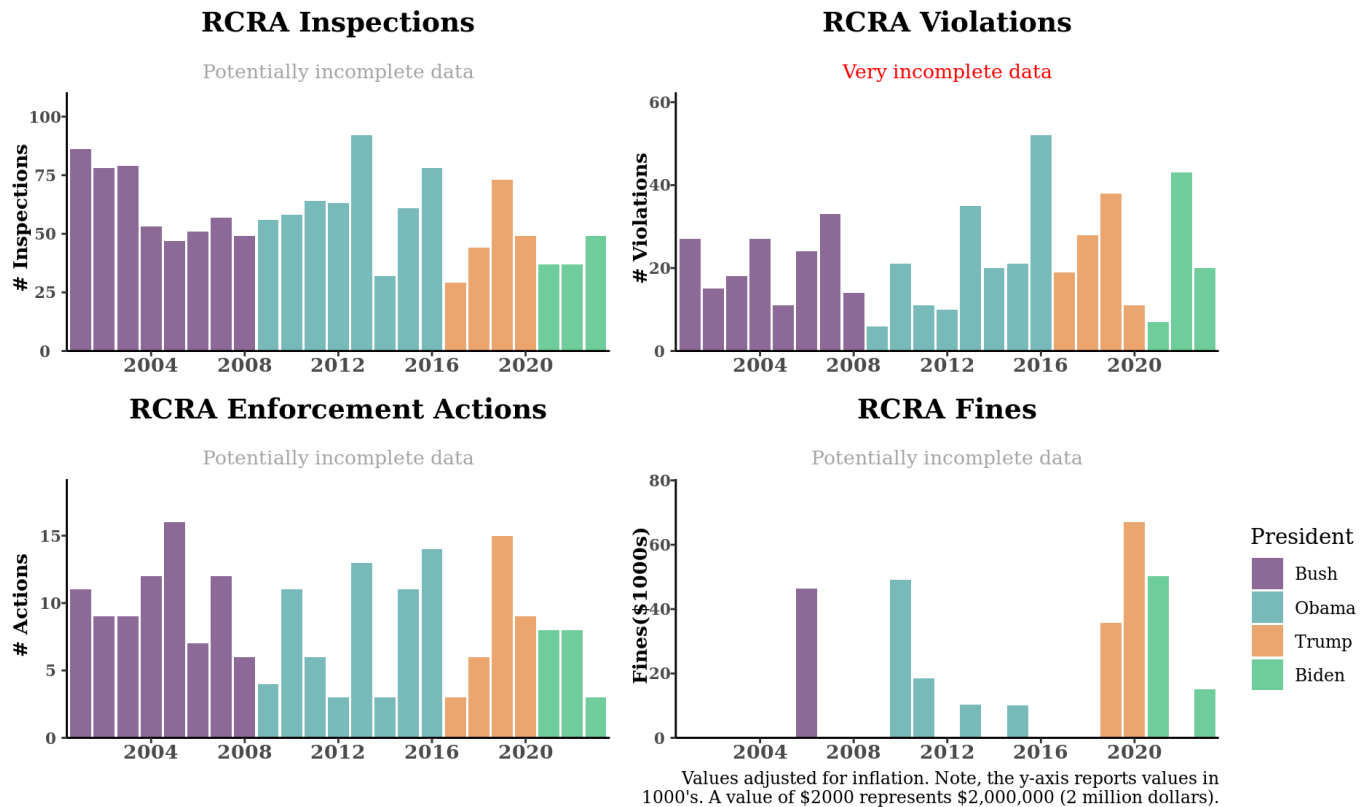 RCRA Inspections
Potentially incomplete data
# Inspections
100
75
50
25
0
2004 2008 2012 2016 2020
RCRA Violations
Very incomplete data
# Violations
60
40
20
0
2004 2008 2012 2016 2020
RCRA Enforcement Actions
Potentially incomplete data
# Actions
15
10
5
0
2004 2008 2012 2016 2020
RCRA Fines
Potentially incomplete data
Fines($1000s)
80
60
40
20
0
2004 2008 2012 2016 2020
President
Bush
Obama
Trump
Biden
Values adjusted for inflation. Note, the y-axis reports values in
1000's. A value of $2000 represents $2,000,000 (2 million dollars).